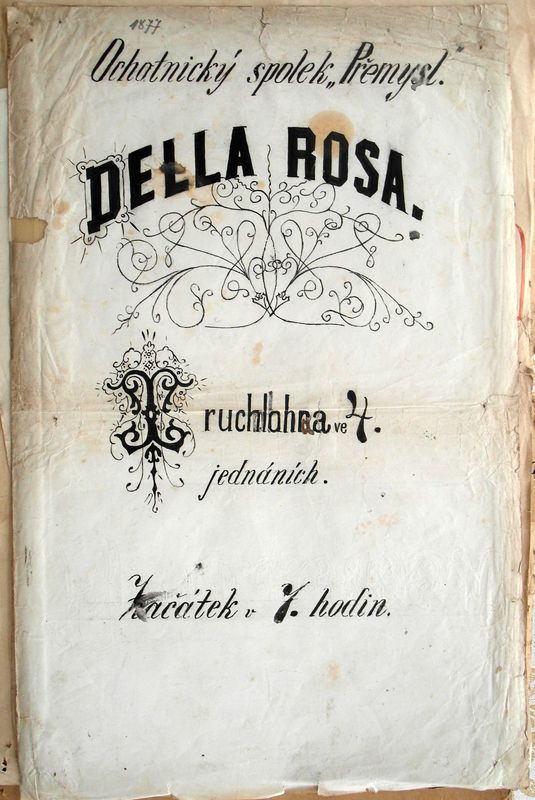 1877
Ochotnický spolek „Přemysl.“
DELLA ROSA.
Truchlohra ve 4.
jednáních.
Začátek v 7. hodin.